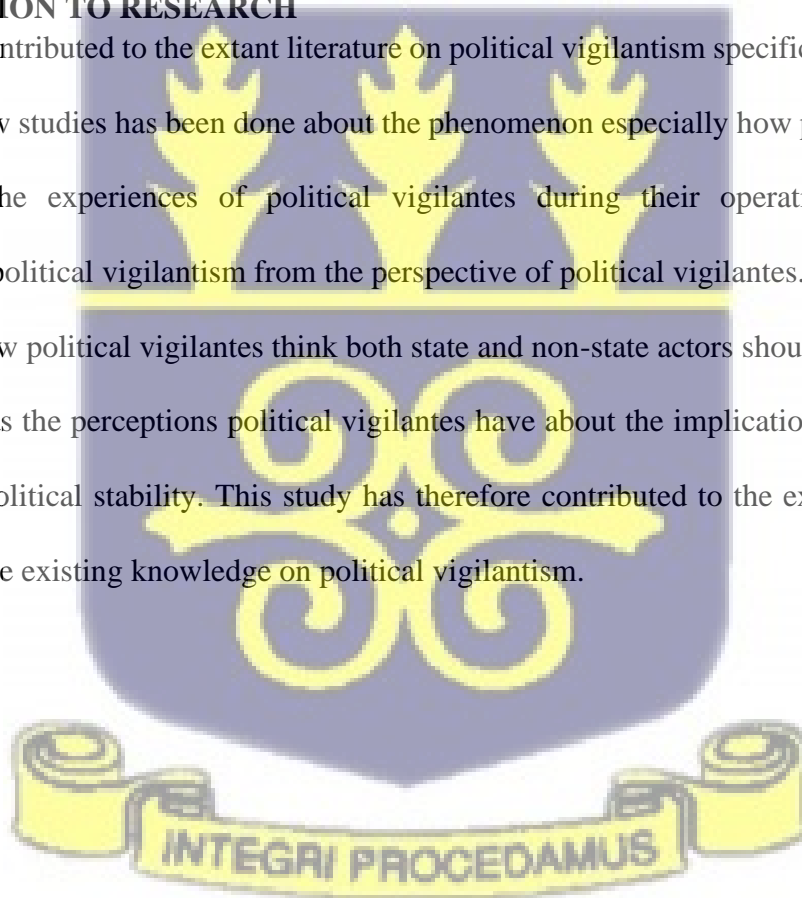 ION TO RESEARCH
ntributed to the extant literature on political vigilantism specific
v studies has been done about the phenomenon especially how p
he experiences of political vigilantes during their operati
political vigilantism from the perspective of political vigilantes.
w political vigilantes think both state and non-state actors shou
s the perceptions political vigilantes have about the implication
olitical stability. This study has therefore contributed to the ex
e existing knowledge on political vigilantism.
INTEGRI PROCEDAMUS